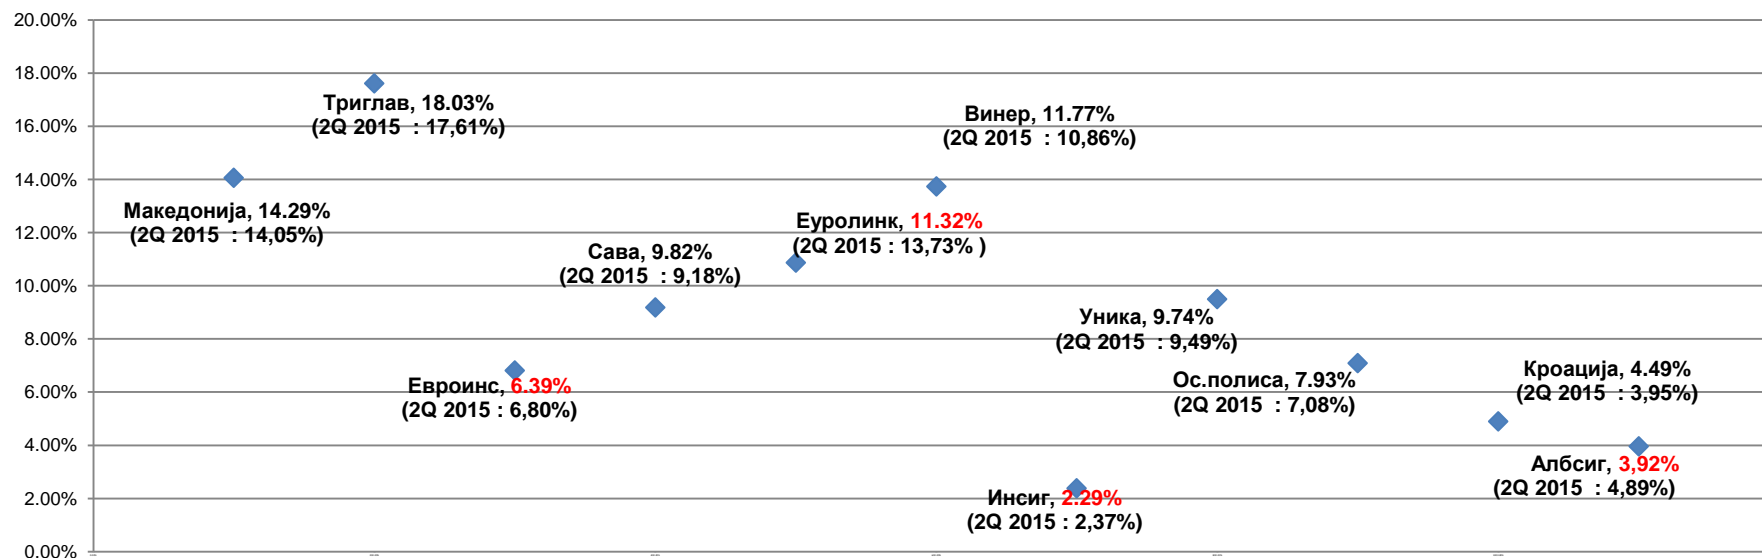 20.00%
18.00%
16.00%
14.00%
12.00%
10.00%
8.00%
6.00%
4.00%
2.00%
0.00%
Триглав, 18.03%
(2Q 2015 : 17,61%)
Винер, 11.77%
(2Q 2015 : 10,86%)
Македонија, 14.29%
(2Q 2015 : 14,05%)
Еуролинк, 11.32%
(2Q 2015 : 13,73% )
Сава, 9.82%
(2Q 2015 : 9,18%)
Уника, 9.74%
(2Q 2015 : 9,49%)
Евроинс, 6.39%
(2Q 2015 : 6,80%)
Ос.полиса, 7.93%
(2Q 2015 : 7,08%)
Кроација, 4.49%
(2Q 2015 : 3,95%)
Албсиг, 3,92%
(2Q 2015 : 4,89%)
Инсиг, 2.29%
(2Q 2015 : 2,37%)